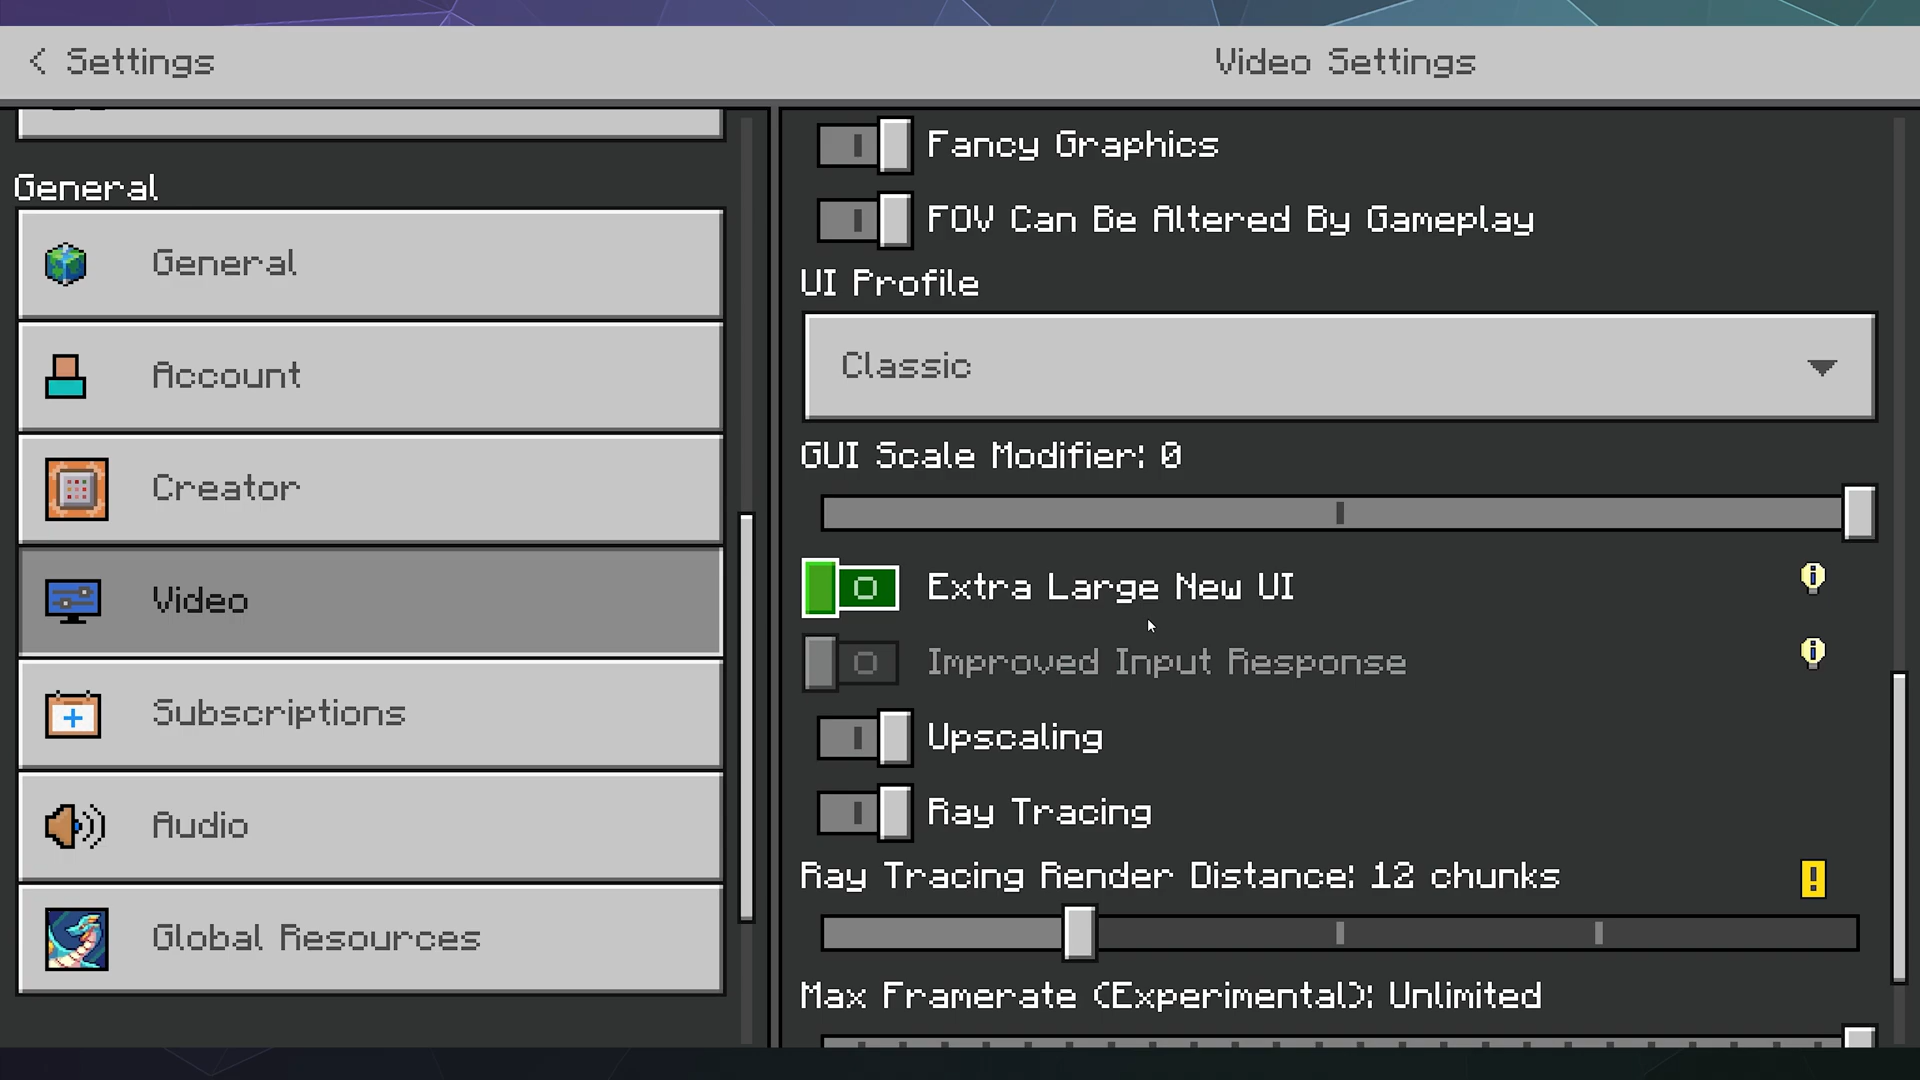 Settings
Video Settings
General
General
Account
Creator
Video
Subscriptions
Audio
Global Resources
Fancy Graphics
FOV Can Be Altered By Gameplay
UI Profile
Classic
GUI Scale Modifier: 0
Extra Large New UI
Improved Input Response
Upscaling
Ray Tracing
Ray Tracing Render Distance: 12 chunks
Max Framerate (Experimental): Unlimited